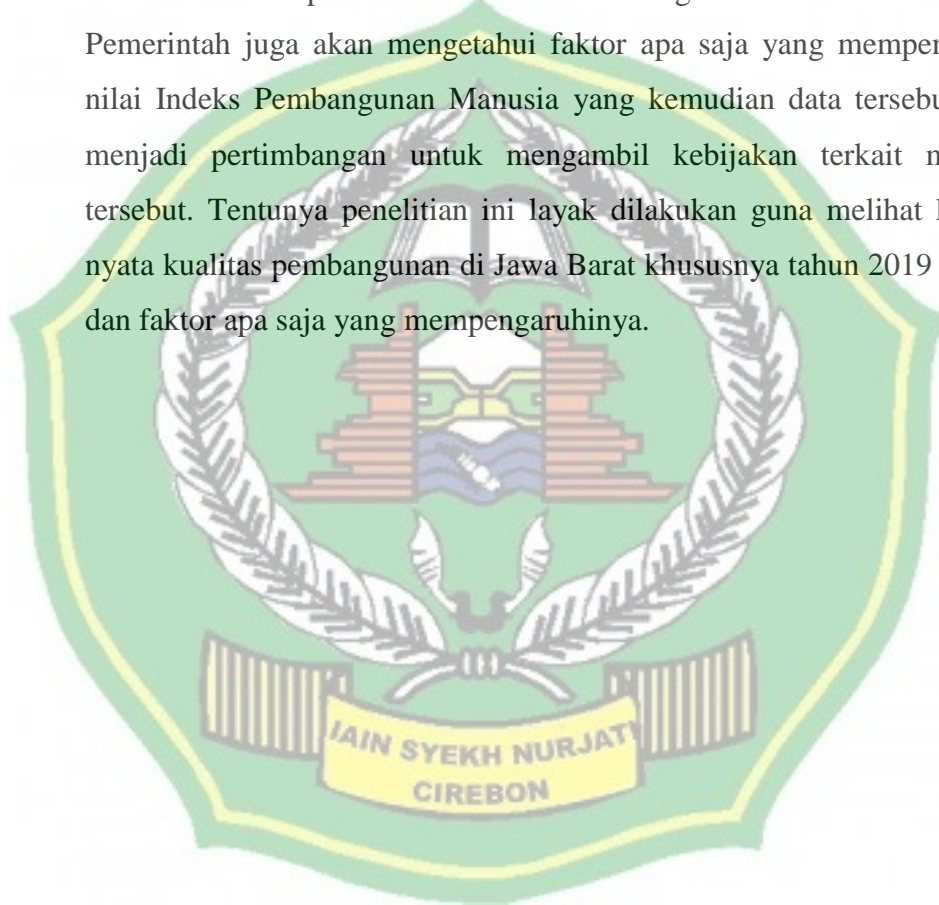 Pemerintah juga akan mengetahui faktor apa saja yang mempen
nilai Indeks Pembangunan Manusia yang kemudian data tersebu
menjadi pertimbangan untuk mengambil kebijakan terkait m
tersebut. Tentunya penelitian ini layak dilakukan guna melihat k
nyata kualitas pembangunan di Jawa Barat khususnya tahun 2019
dan faktor apa saja yang mempengaruhinya.
IAIN SYEKH NURJATI
CIREBON